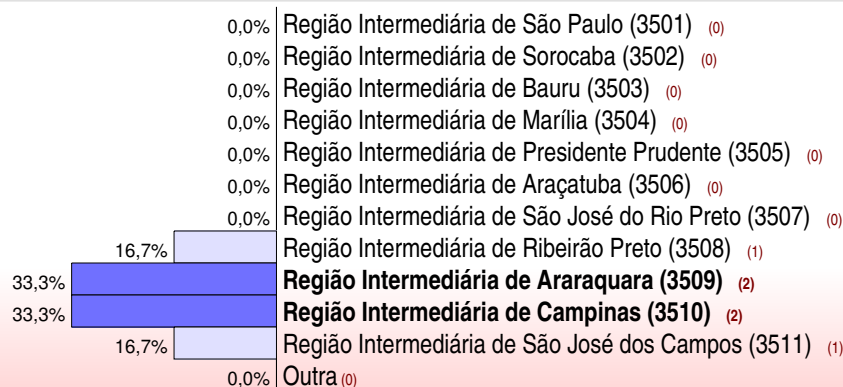 0,0% Região Intermediária de São Paulo (3501) (0)
0,0% Região Intermediária de Sorocaba (3502) (0)
0,0% Região Intermediária de Bauru (3503) (0)
0,0% Região Intermediária de Marília (3504) (0)
0,0% Região Intermediária de Presidente Prudente (3505) (0)
0,0% Região Intermediária de Araçatuba (3506) (0)
0,0% Região Intermediária de São José do Rio Preto (3507) (0)
16,7% Região Intermediária de Ribeirão Preto (3508) (1)
33,3% Região Intermediária de Araraquara (3509) (2)
33,3% Região Intermediária de Campinas (3510) (2)
16,7% Região Intermediária de São José dos Campos (3511) (1)
0,0% Outra (0)